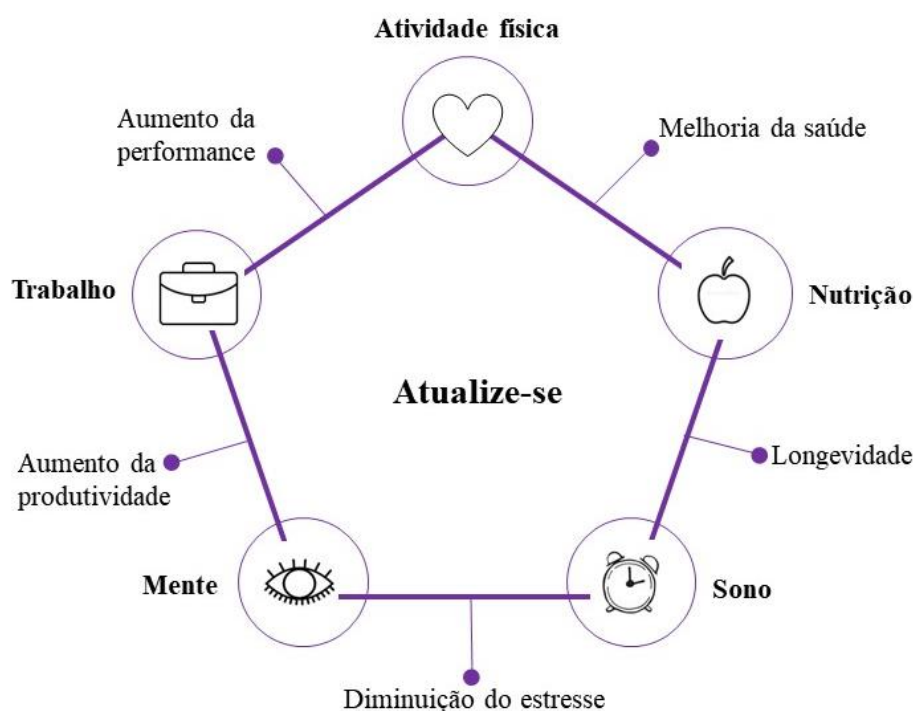 Atividade física
Aumento da
performance
Melhoria da saúde
Trabalho
Nutrição
Atualize-se
Aumento da
produtividade
Longevidade
Mente
Sono
Diminuição do estresse